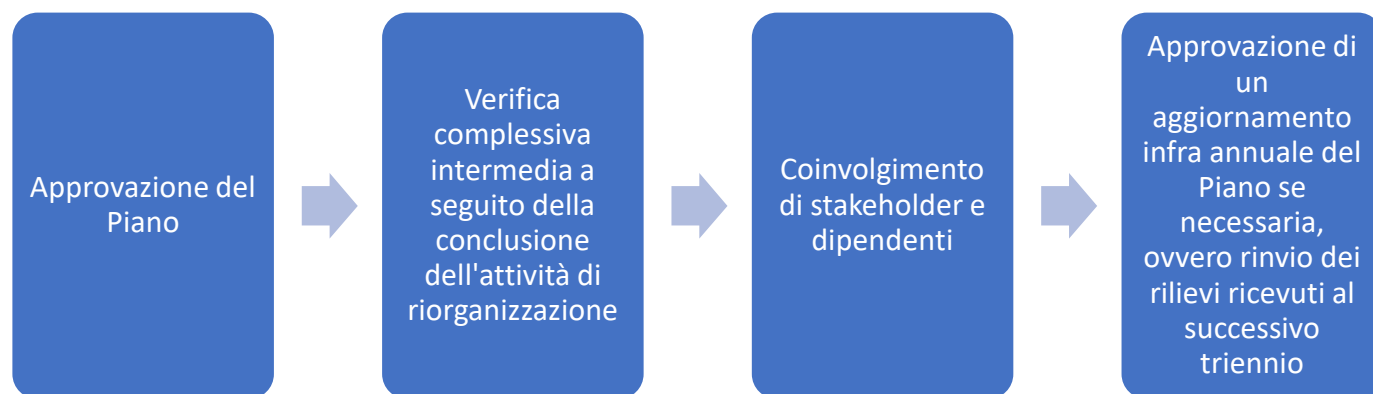 Approvazione del
Piano
Verifica
complessiva
intermedia a
seguito della
conclusione
dell'attività di
riorganizzazione
Coinvolgimento
di stakeholder e
dipendenti
Approvazione di
un
aggiornamento
infra annuale del
Piano se
necessaria,
ovvero rinvio dei
rilievi ricevuti al
successivo
triennio